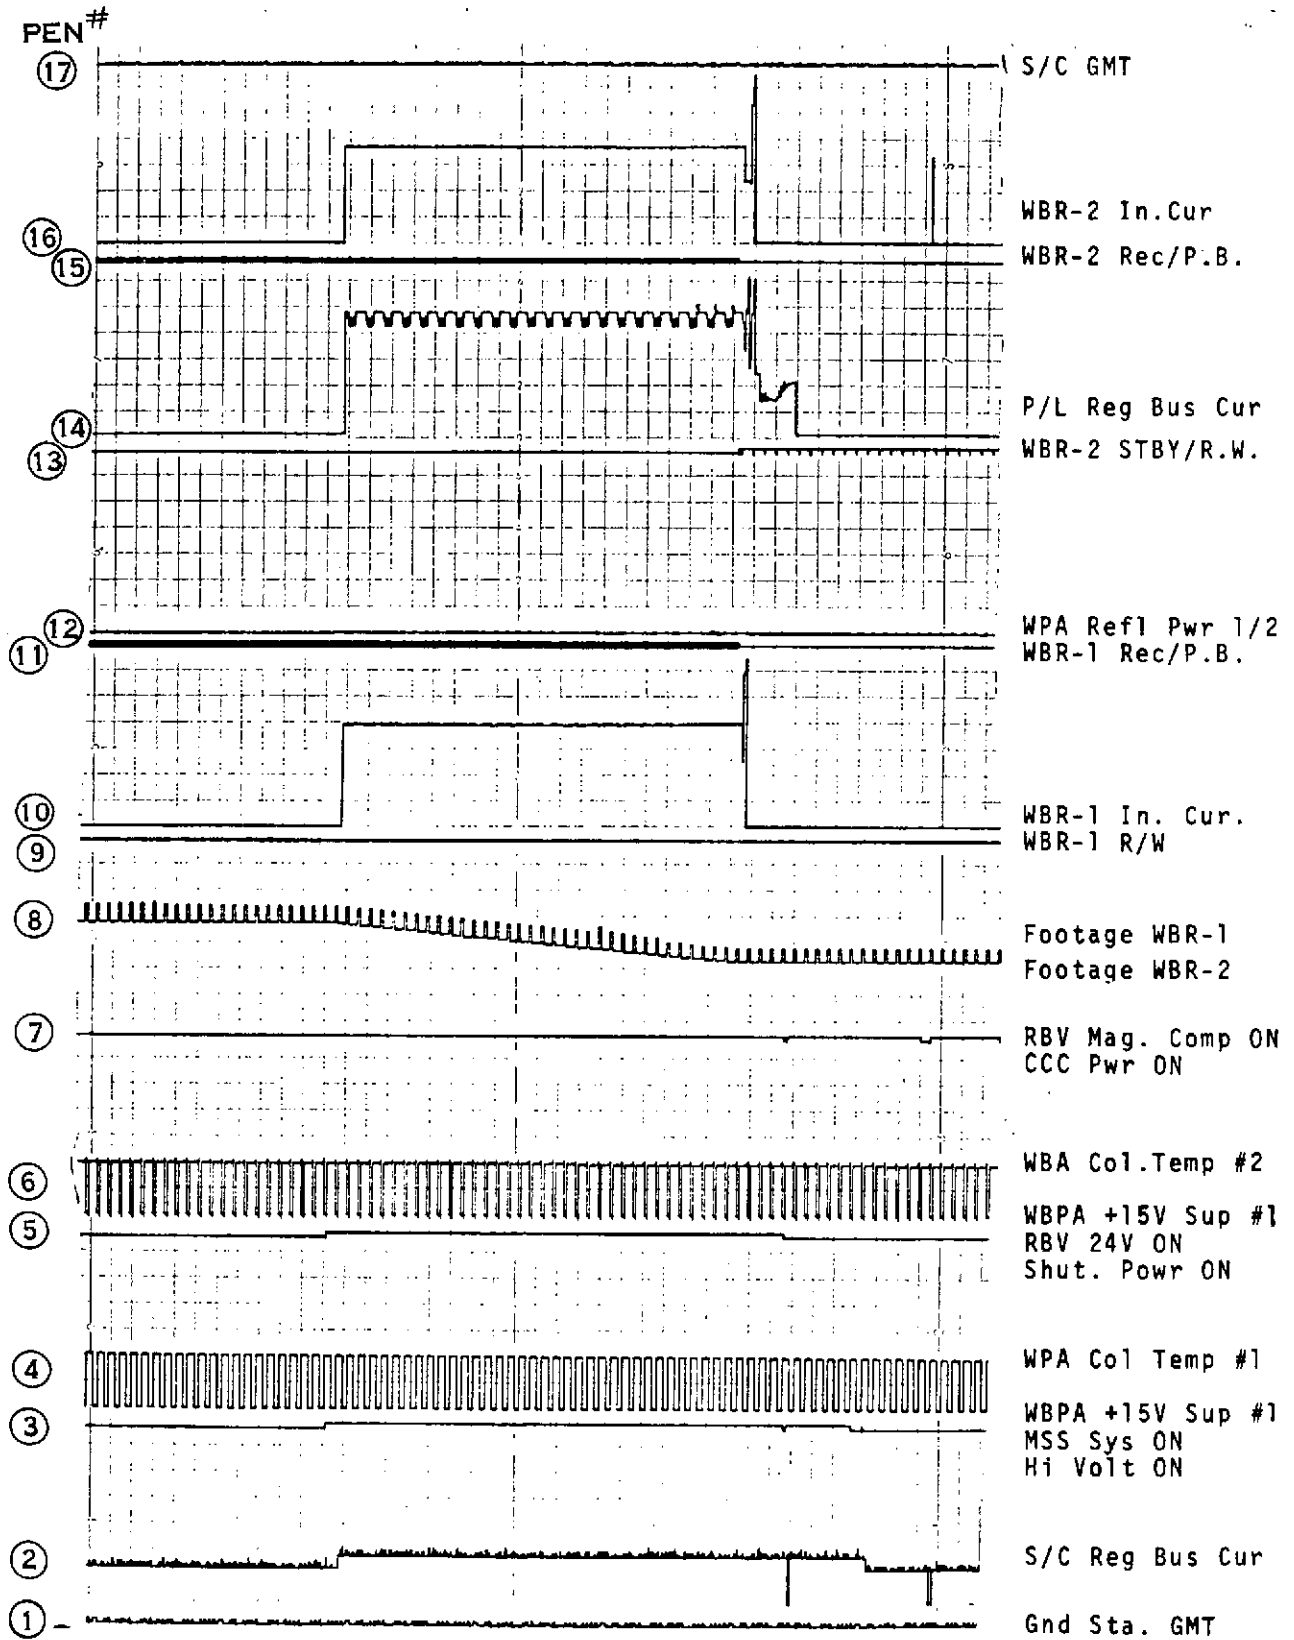 PEN #
17 S/C GMT
16 WBR-2 In.Cur
15 WBR-2 Rec/P.B.
14 P/L Reg Bus Cur
13 WBR-2 STBY/R.W.
12 WPA Refl Pwr 1/2
11 WBR-1 Rec/P.B.
10 WBR-1 In. Cur.
9 WBR-1 R/W
8 Footage WBR-1
Footage WBR-2
7 RBV Mag. Comp ON
CCC Pwr ON
6 WBA Col.Temp #2
WBPA +15V Sup #1
5 RBV 24V ON
Shut. Powr ON
4 WPA Col Temp #1
WBPA +15V Sup #1
3 MSS Sys ON
Hi Volt ON
2 S/C Reg Bus Cur
1 Gnd Sta. GMT